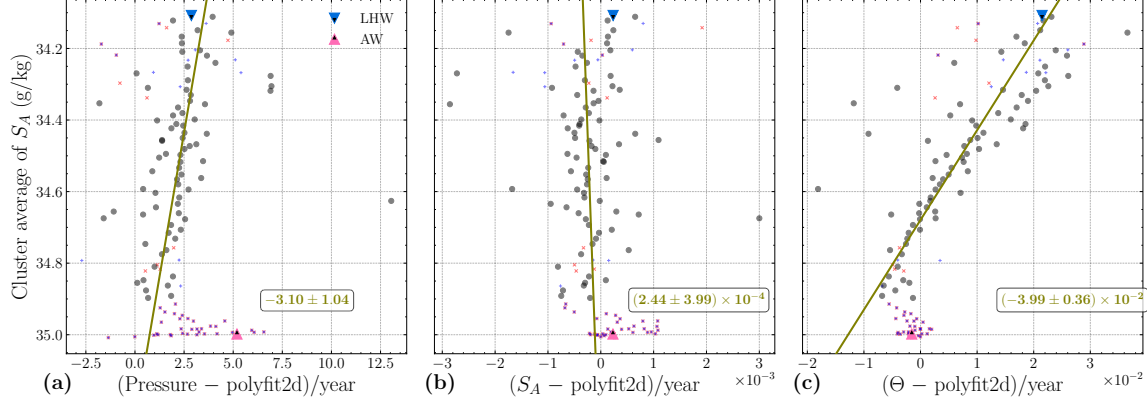 LHW
AW
Cluster average of S_A (g/kg)
34.2
34.4
34.6
34.8
35.0
−3.10 ± 1.04
(2.44 ± 3.99) × 10⁻⁴
(−3.99 ± 0.36) × 10⁻²
−2.5 0.0 2.5 5.0 7.5 10.0 12.5
−3 −2 −1 0 1 2 3
−2 −1 0 1 2 3
×10⁻³
×10⁻²
(a) (Pressure − polyfit2d)/year
(b) (S_A − polyfit2d)/year
(c) (Θ − polyfit2d)/year